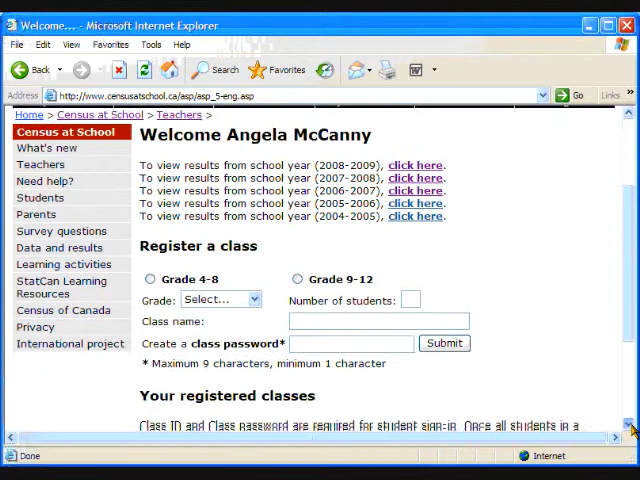 Welcome... - Microsoft Internet Explorer
File Edit View Favorites Tools Help
Back Search Favorites
Address http://www.censusatschool.ca/asp/asp_5-eng.asp Go Links »
Home > Census at School > Teachers >
Census at School
What's new
Teachers
Need help?
Students
Parents
Survey questions
Data and results
Learning activities
StatCan Learning
Resources
Census of Canada
Privacy
International project
Welcome Angela McCanny
To view results from school year (2008-2009), click here.
To view results from school year (2007-2008), click here.
To view results from school year (2006-2007), click here.
To view results from school year (2005-2006), click here.
To view results from school year (2004-2005), click here.
Register a class
Grade 4-8 Grade 9-12
Grade: Select... Number of students:
Class name:
Create a class password* Submit
* Maximum 9 characters, minimum 1 character
Your registered classes
Class ID and Class password are required for student sign-in. Once all students in a
Done Internet